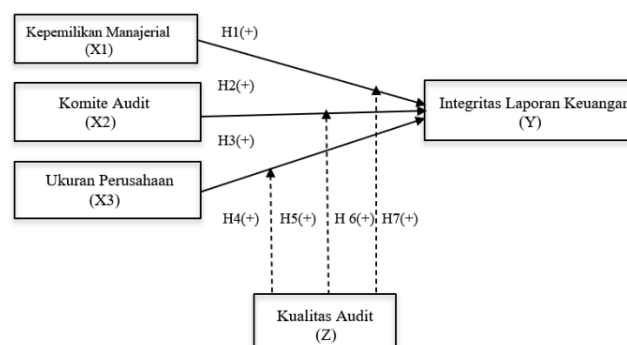 Kepemilikan Manajerial
(X1)
H1(+)
H2(+)
Komite Audit
(X2)
Integritas Laporan Keuangan
(Y)
H3(+)
Ukuran Perusahaan
(X3)
H4(+)
H5(+)
H 6(+)
H7(+)
Kualitas Audit
(Z)